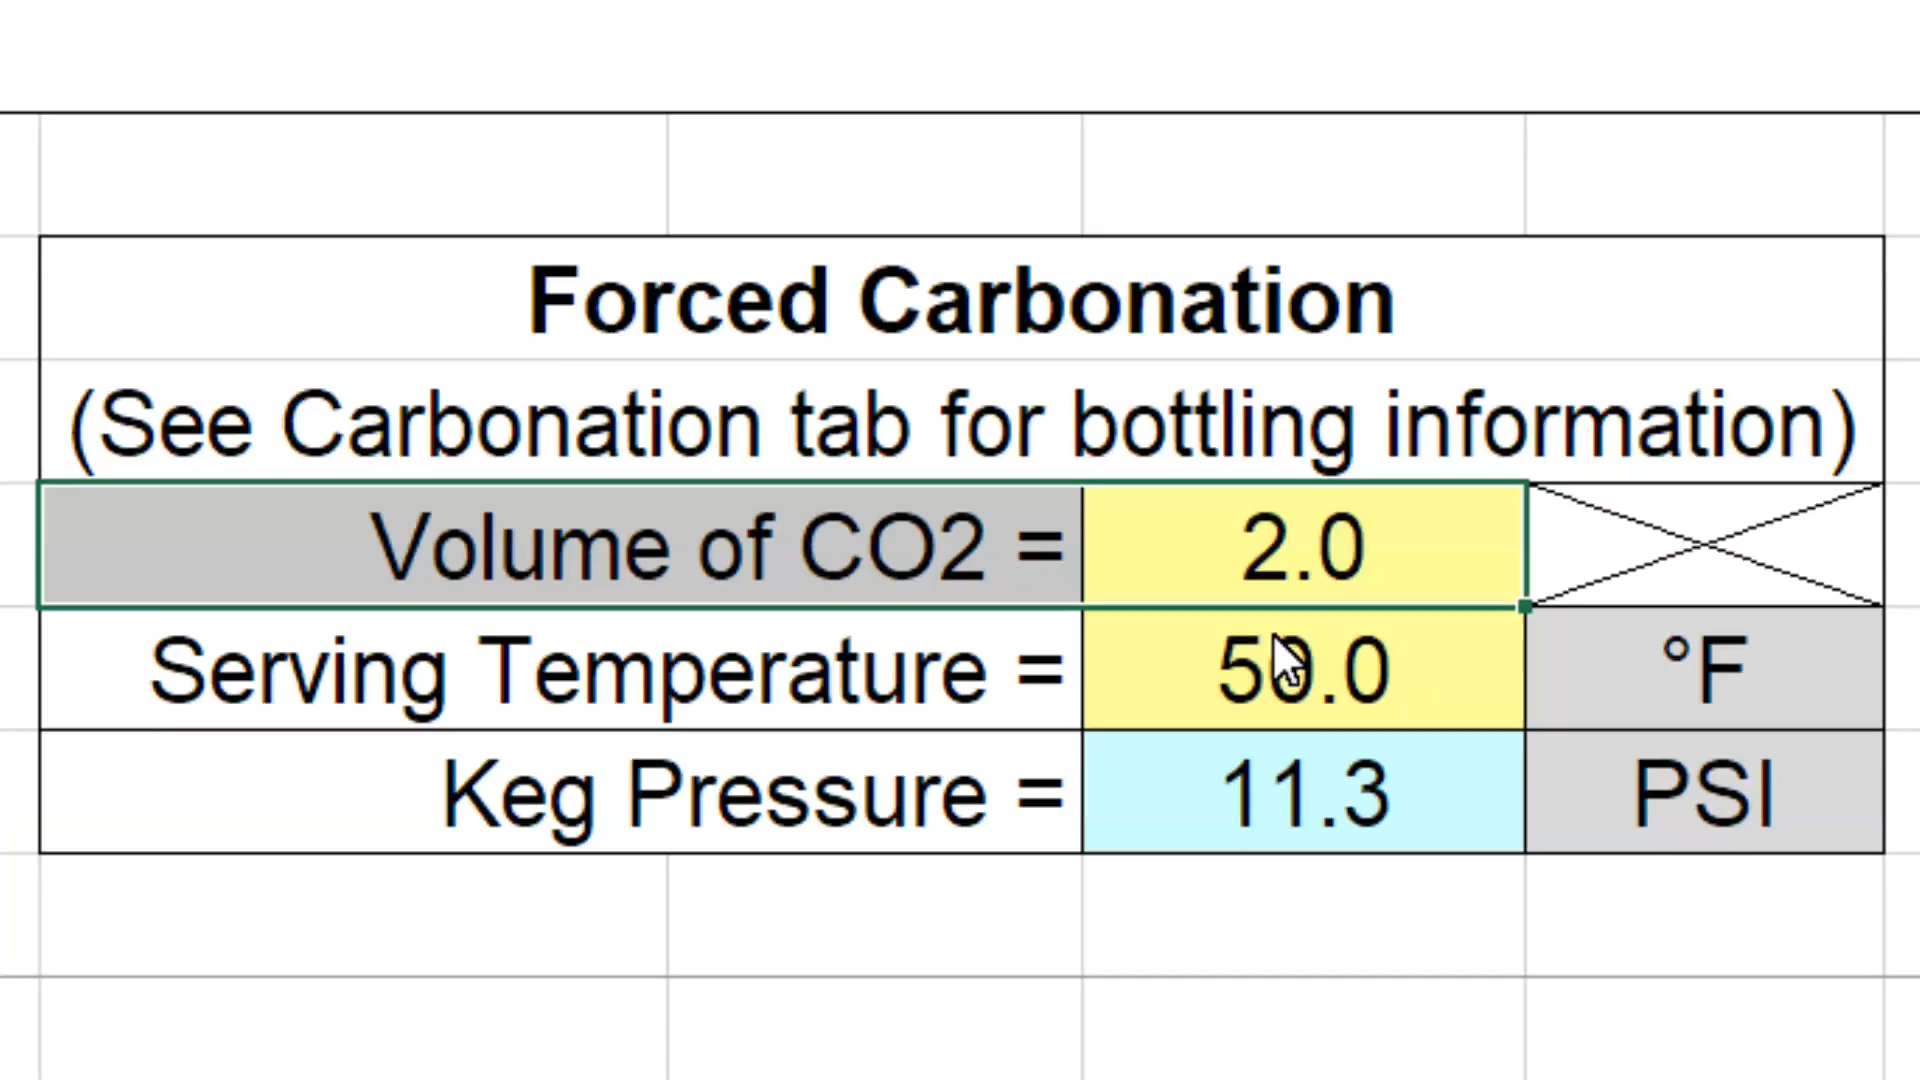 Forced Carbonation
(See Carbonation tab for bottling information)
Volume of CO2 = 2.0
Serving Temperature = 50.0 °F
Keg Pressure = 11.3 PSI